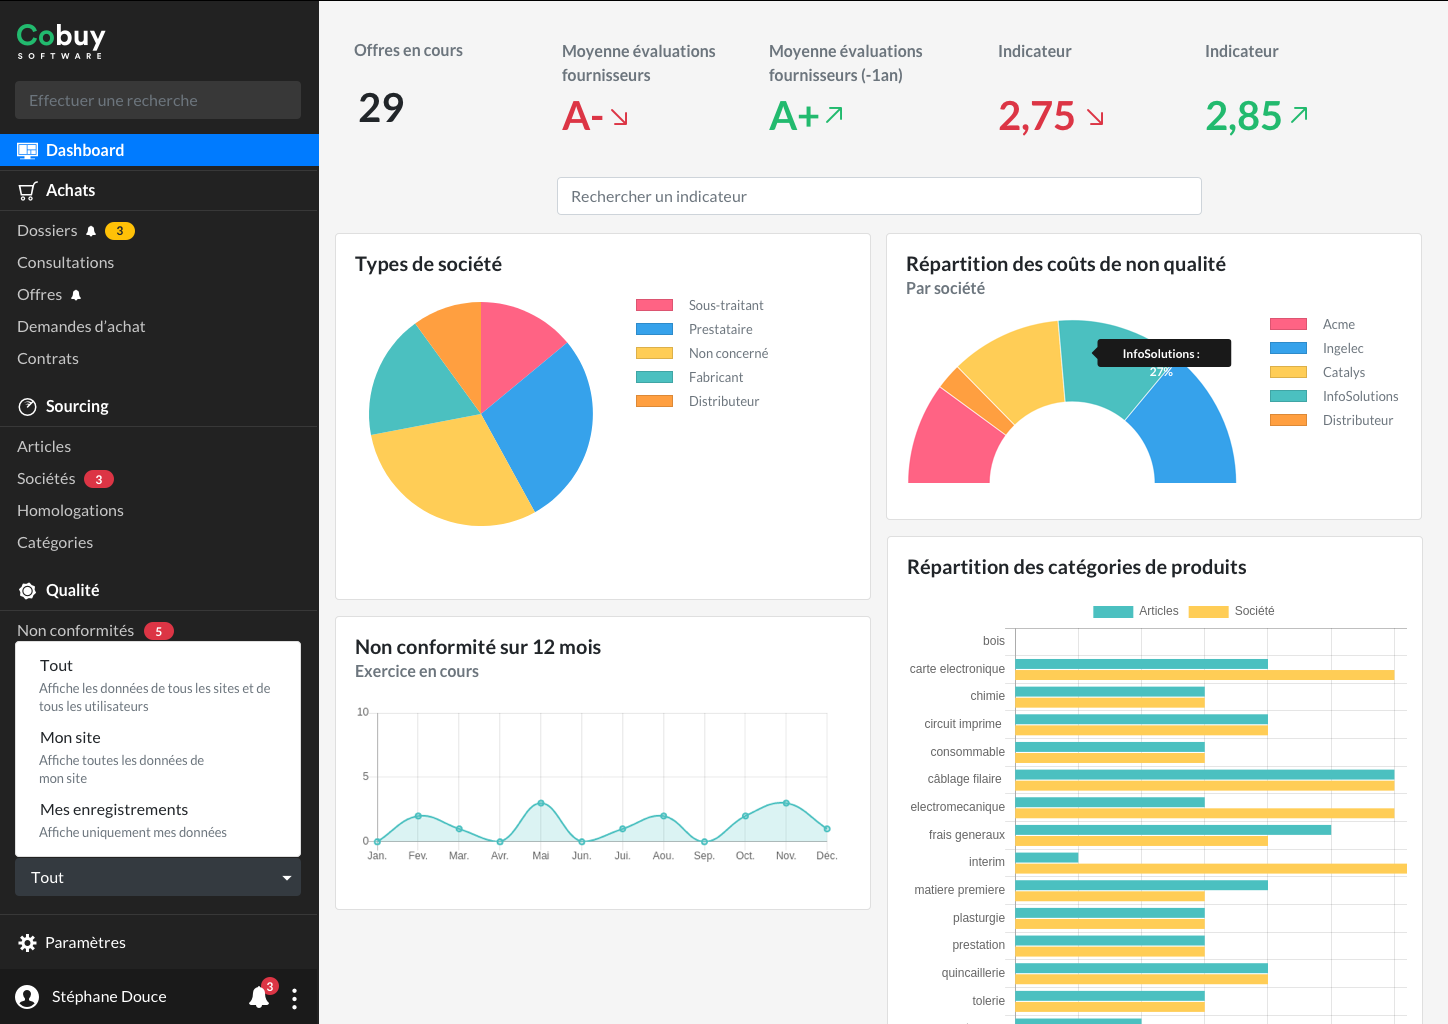 Cobuy
SOFTWARE
Effectuer une recherche
Dashboard
Achats
Dossiers 3
Consultations
Offres
Demandes d’achat
Contrats
Sourcing
Articles
Sociétés 3
Homologations
Catégories
Qualité
Non conformités 5
Tout
Affiche les données de tous les sites et de
tous les utilisateurs
Mon site
Affiche toutes les données de
mon site
Mes enregistrements
Affiche uniquement mes données
Tout
Paramètres
Stéphane Douce 3
Offres en cours
29
Moyenne évaluations
fournisseurs
A-
Moyenne évaluations
fournisseurs (-1an)
A+
Indicateur
2,75
Indicateur
2,85
Rechercher un indicateur
Types de société
Sous-traitant
Prestataire
Non concerné
Fabricant
Distributeur
Répartition des coûts de non qualité
Par société
InfoSolutions :
27%
Acme
Ingelec
Catalys
InfoSolutions
Distributeur
Non conformité sur 12 mois
Exercice en cours
10
5
0
Jan. Fev. Mar. Avr. Mai Jun. Jui. Aou. Sep. Oct. Nov. Déc.
Répartition des catégories de produits
Articles Société
bois
carte electronique
chimie
circuit imprime
consommable
câblage filaire
electromecanique
frais generaux
interim
matiere premiere
plasturgie
prestation
quincaillerie
tolerie